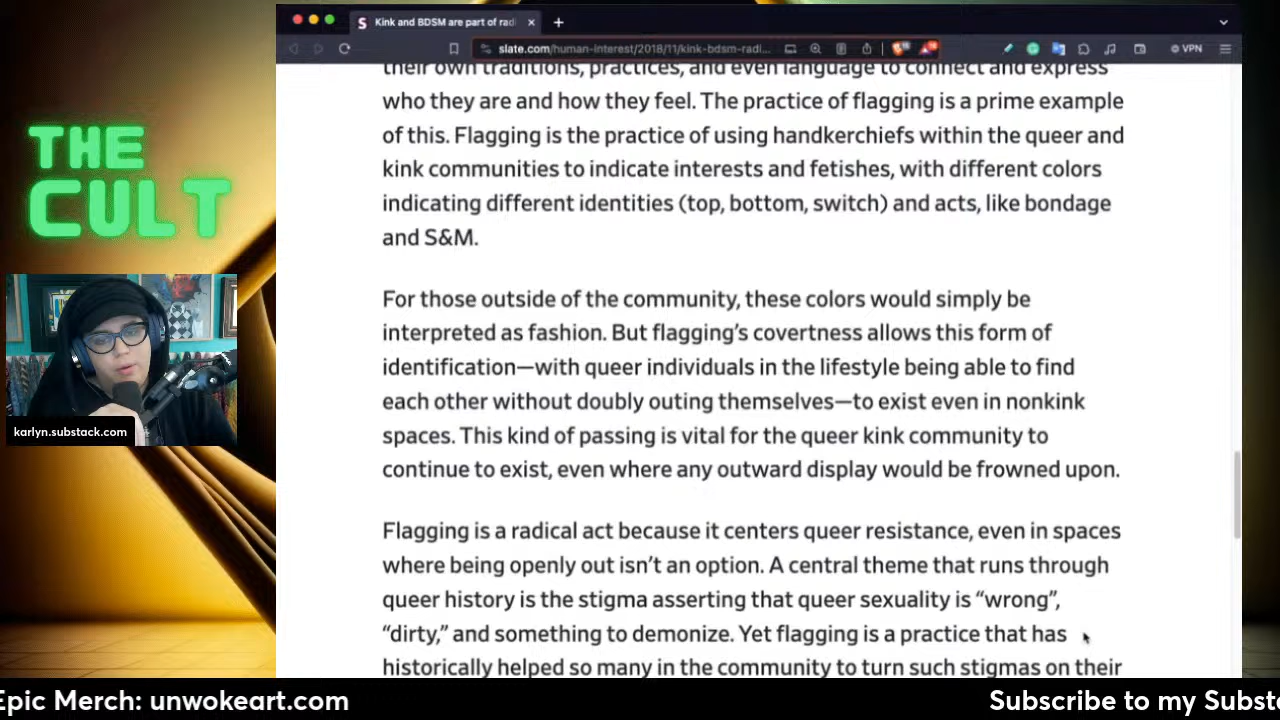 Kink and BDSM are part of rad
slate.com/human-interest/2018/11/kink-bdsm-radi...
VPN
THE
CULT
karlyn.substack.com
their own traditions, practices, and even language to connect and express
who they are and how they feel. The practice of flagging is a prime example
of this. Flagging is the practice of using handkerchiefs within the queer and
kink communities to indicate interests and fetishes, with different colors
indicating different identities (top, bottom, switch) and acts, like bondage
and S&M.
For those outside of the community, these colors would simply be
interpreted as fashion. But flagging’s covertness allows this form of
identification—with queer individuals in the lifestyle being able to find
each other without doubly outing themselves—to exist even in nonkink
spaces. This kind of passing is vital for the queer kink community to
continue to exist, even where any outward display would be frowned upon.
Flagging is a radical act because it centers queer resistance, even in spaces
where being openly out isn’t an option. A central theme that runs through
queer history is the stigma asserting that queer sexuality is “wrong”,
“dirty,” and something to demonize. Yet flagging is a practice that has
historically helped so many in the community to turn such stigmas on their
Epic Merch: unwokeart.com
Subscribe to my Subst